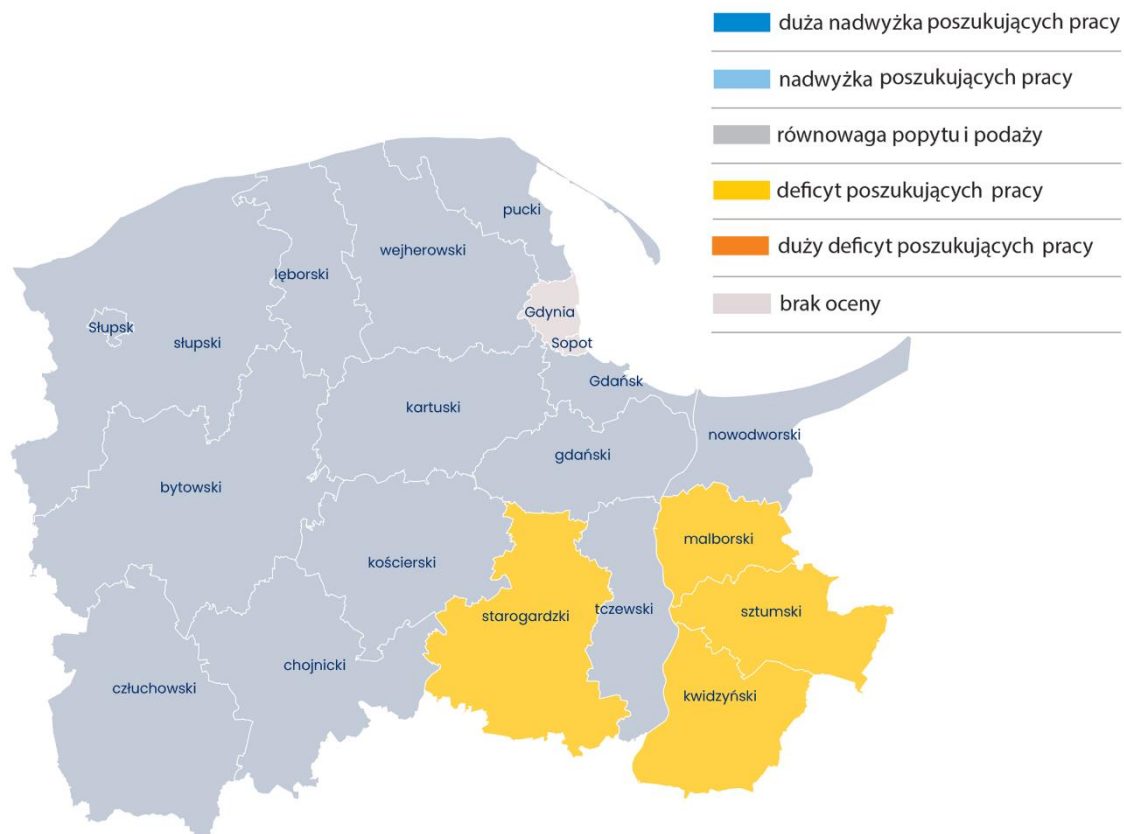 duża nadwyżka poszukujących pracy
nadwyżka poszukujących pracy
równowaga popytu i podaży
deficyt poszukujących pracy
duży deficyt poszukujących pracy
brak oceny
pucki
wejherowski
lęborski
Gdynia
Słupsk
słupski
Sopot
Gdańsk
kartuski
nowodworski
gdański
bytowski
malborski
kościerski
starogardzki
tczewski
sztumski
chojnicki
człuchowski
kwidzyński